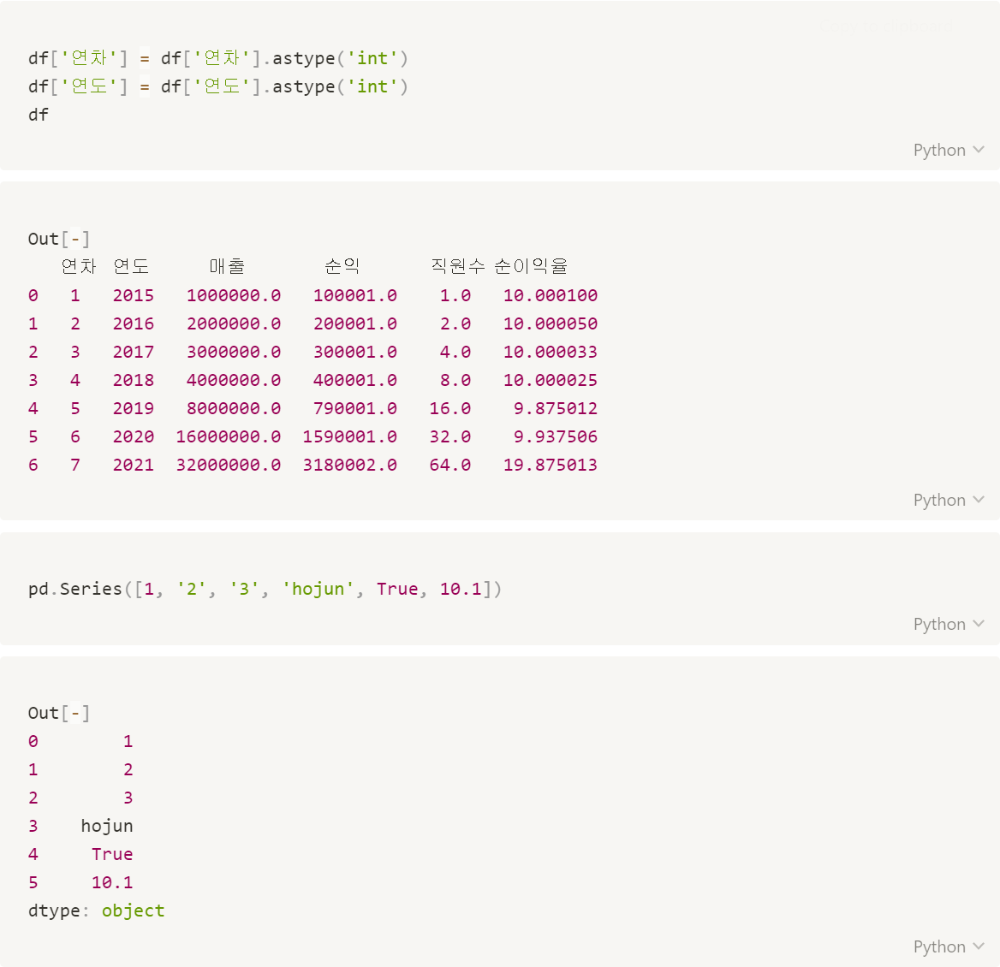 df['연차'] = df['연차'].astype('int')
df['연도'] = df['연도'].astype('int')
df
Python
Out[-]
연차 연도 매출 순익 직원수 순이익율
0 1 2015 1000000.0 100001.0 1.0 10.000100
1 2 2016 2000000.0 200001.0 2.0 10.000050
2 3 2017 3000000.0 300001.0 4.0 10.000033
3 4 2018 4000000.0 400001.0 8.0 10.000025
4 5 2019 8000000.0 790001.0 16.0 9.875012
5 6 2020 16000000.0 1590001.0 32.0 9.937506
6 7 2021 32000000.0 3180002.0 64.0 19.875013
Python
pd.Series([1, '2', '3', 'hojun', True, 10.1])
Python
Out[-]
0 1
1 2
2 3
3 hojun
4 True
5 10.1
dtype: object
Python